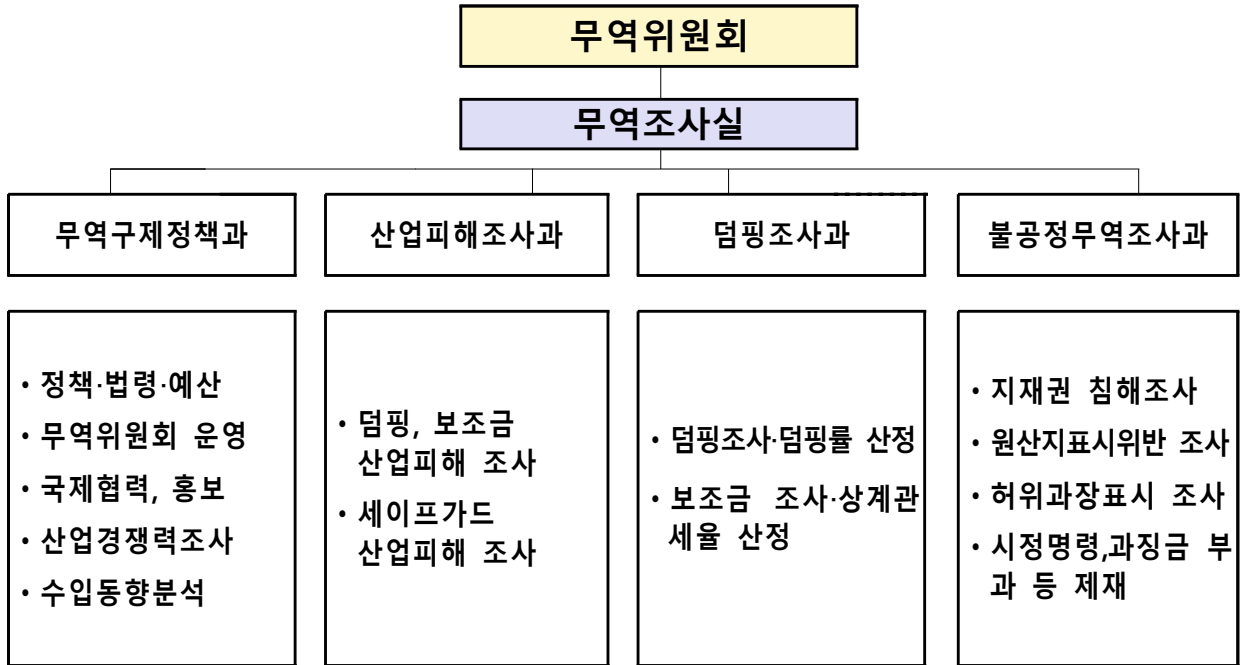 무역위원회
무역조사실
무역구제정책과
산업피해조사과
덤핑조사과
불공정무역조사과
• 정책·법령·예산
• 무역위원회 운영
• 국제협력, 홍보
• 산업경쟁력조사
• 수입동향분석
• 덤핑, 보조금
산업피해 조사
• 세이프가드
산업피해 조사
• 덤핑조사·덤핑률 산정
• 보조금 조사·상계관
세율 산정
• 지재권 침해조사
• 원산지표시위반 조사
• 허위과장표시 조사
• 시정명령,과징금 부
과 등 제재